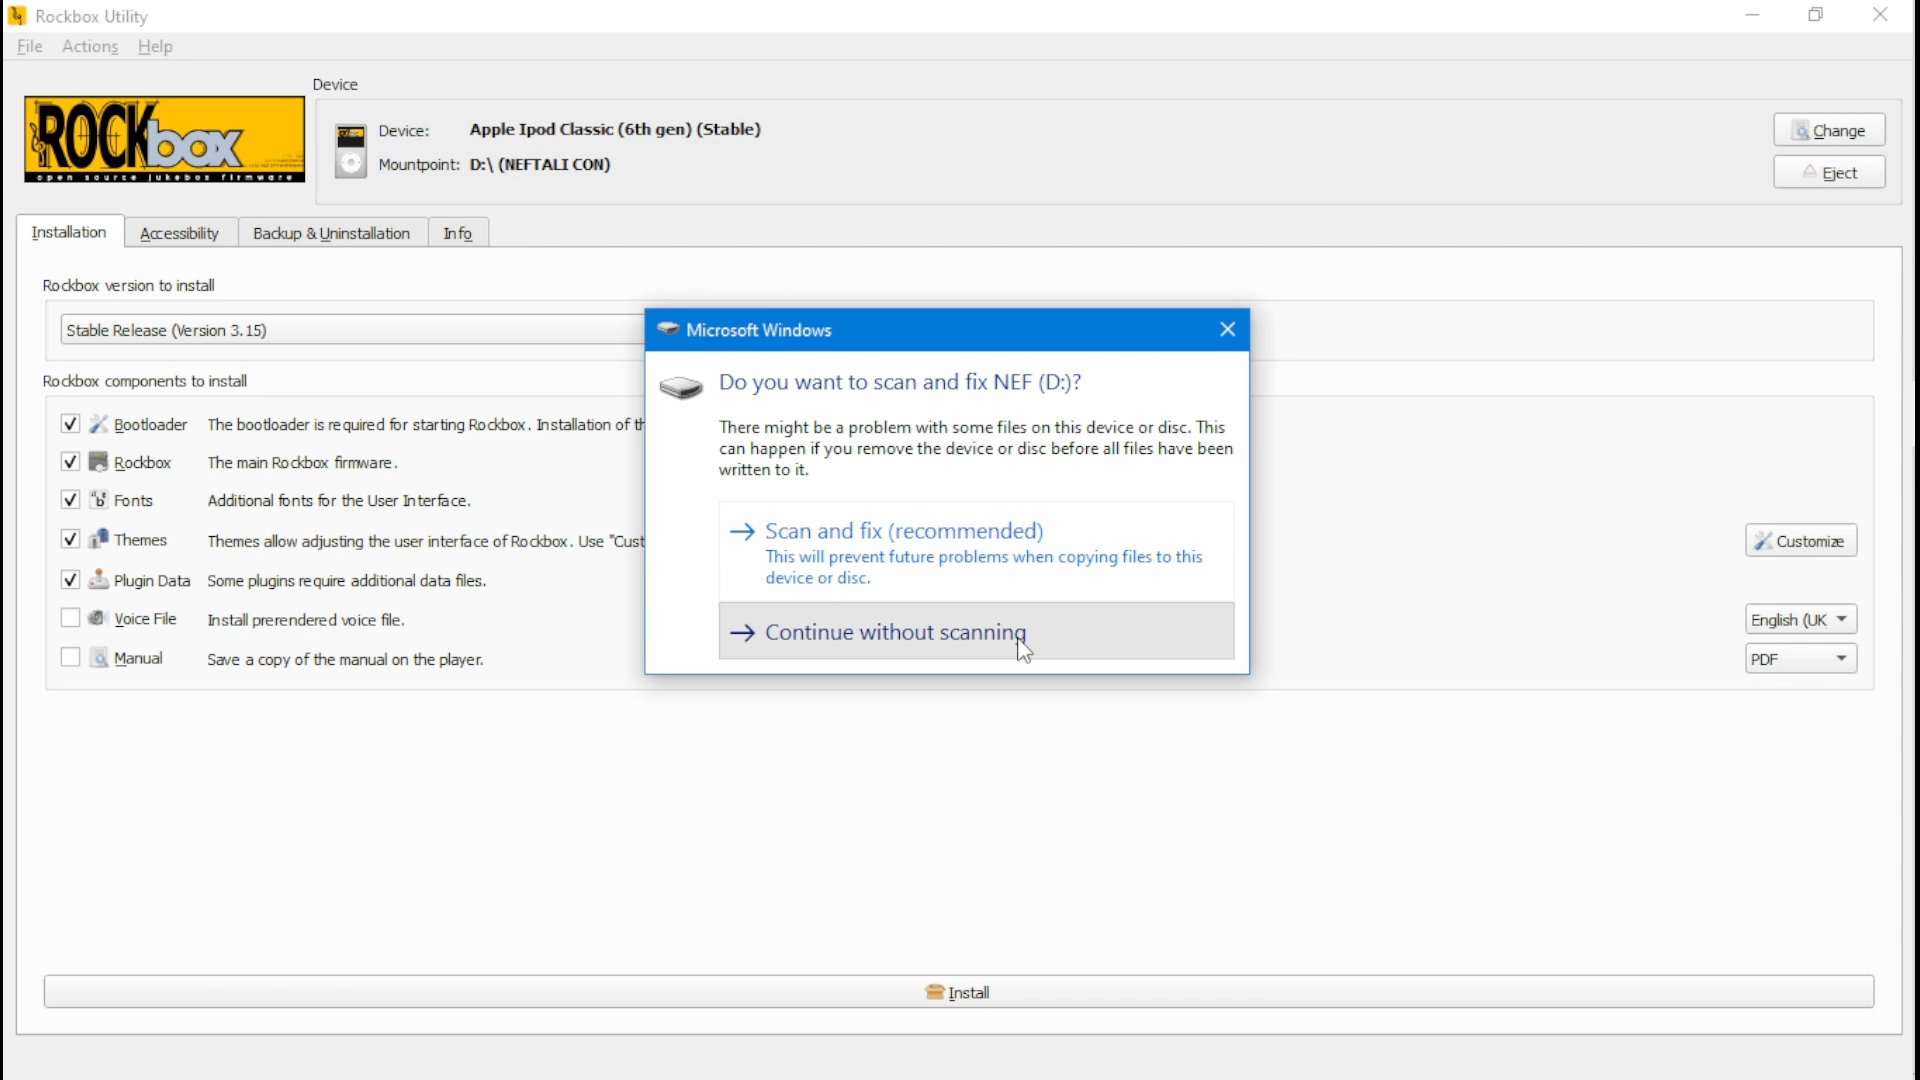 Rockbox Utility
File Actions Help
Device
ROCKbox
open source jukebox firmware
Device: Apple Ipod Classic (6th gen) (Stable)
Mountpoint: D:\ (NEFTALI CON)
Change
Eject
Installation Accessibility Backup & Uninstallation Info
Rockbox version to install
Stable Release (Version 3.15)
Rockbox components to install
Bootloader The bootloader is required for starting Rockbox. Installation of th
Rockbox The main Rockbox firmware.
Fonts Additional fonts for the User Interface.
Themes Themes allow adjusting the user interface of Rockbox. Use "Cust
Customize
Plugin Data Some plugins require additional data files.
Voice File Install prerendered voice file.
English (UK
Manual Save a copy of the manual on the player.
PDF
Microsoft Windows
Do you want to scan and fix NEF (D:)?
There might be a problem with some files on this device or disc. This
can happen if you remove the device or disc before all files have been
written to it.
Scan and fix (recommended)
This will prevent future problems when copying files to this
device or disc.
Continue without scanning
Install